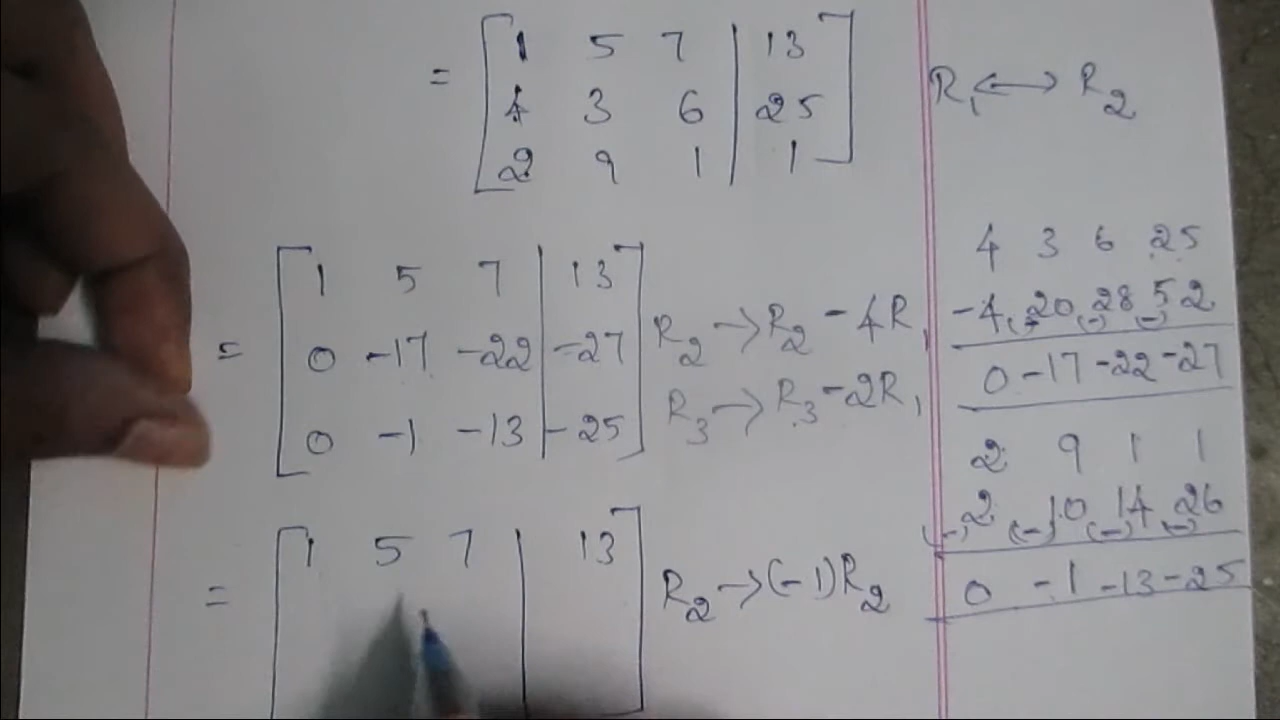 1 5 7 | 13
= 4 3 6 | 25 R₁ ↔ R₂
2 9 1 | 1
1 5 7 | 13
= 0 -17 -22 | -27 R₂ → R₂ - 4R₁
0 -1 -13 | -25 R₃ → R₃ - 2R₁
1 5 7 | 13
= R₂ → (-1)R₂
4 3 6 25
-4 (-)20 (-)28 (-)52
0 -17 -22 -27
2 9 1 1
(-)2 (-)10 (-)14 (-)26
0 -1 -13 -25